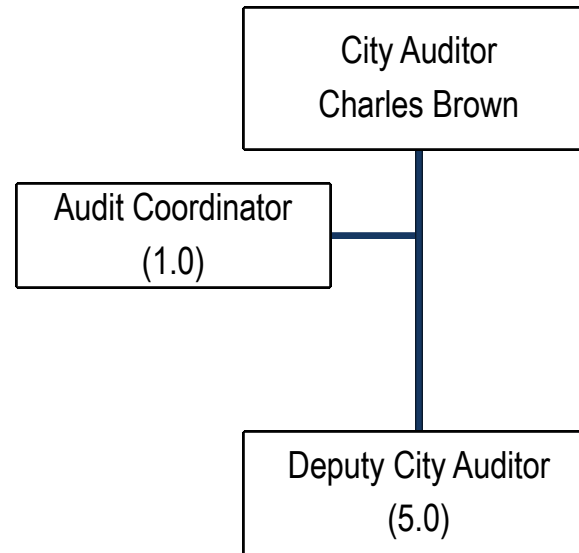 City Auditor
Charles Brown
Audit Coordinator
(1.0)
Deputy City Auditor
(5.0)